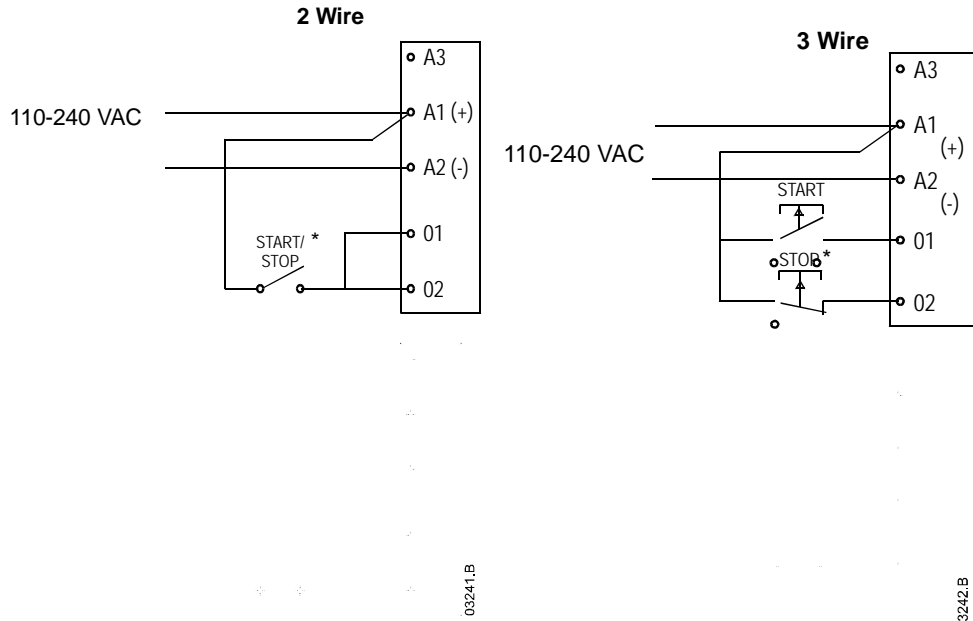 2 Wire
A3
110-240 VAC
A1 (+)
A2 (-)
START/ *
STOP
01
02
03241.B
3 Wire
A3
A1
(+)
110-240 VAC
A2
(-)
START
01
STOP *
02
3242.B